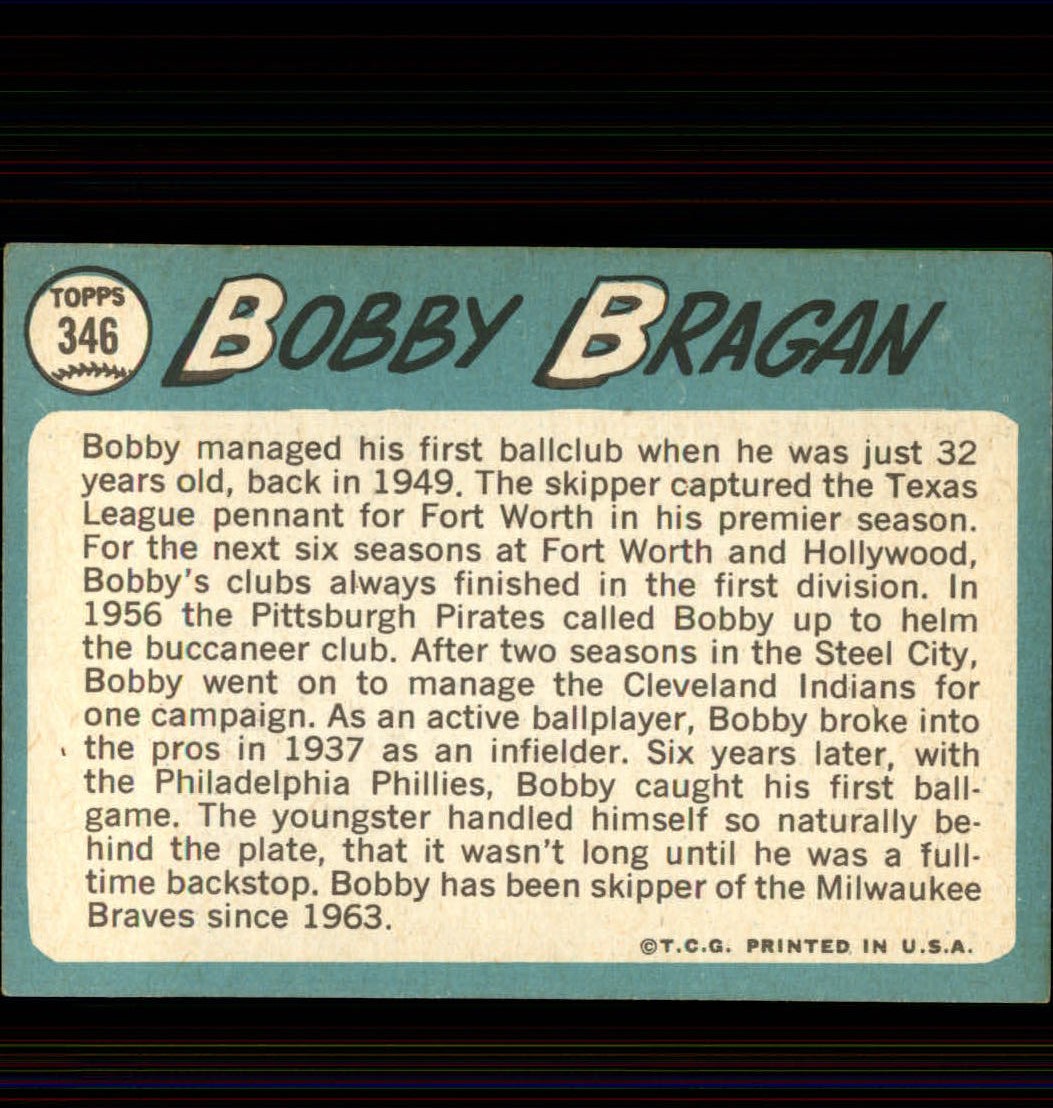 TOPPS
346
BOBBY BRAGAN
Bobby managed his first ballclub when he was just 32
years old, back in 1949. The skipper captured the Texas
League pennant for Fort Worth in his premier season.
For the next six seasons at Fort Worth and Hollywood,
Bobby's clubs always finished in the first division. In
1956 the Pittsburgh Pirates called Bobby up to helm
the buccaneer club. After two seasons in the Steel City,
Bobby went on to manage the Cleveland Indians for
one campaign. As an active ballplayer, Bobby broke into
the pros in 1937 as an infielder. Six years later, with
the Philadelphia Phillies, Bobby caught his first ball-
game. The youngster handled himself so naturally be-
hind the plate, that it wasn't long until he was a full-
time backstop. Bobby has been skipper of the Milwaukee
Braves since 1963.
©T.C.G. PRINTED IN U.S.A.